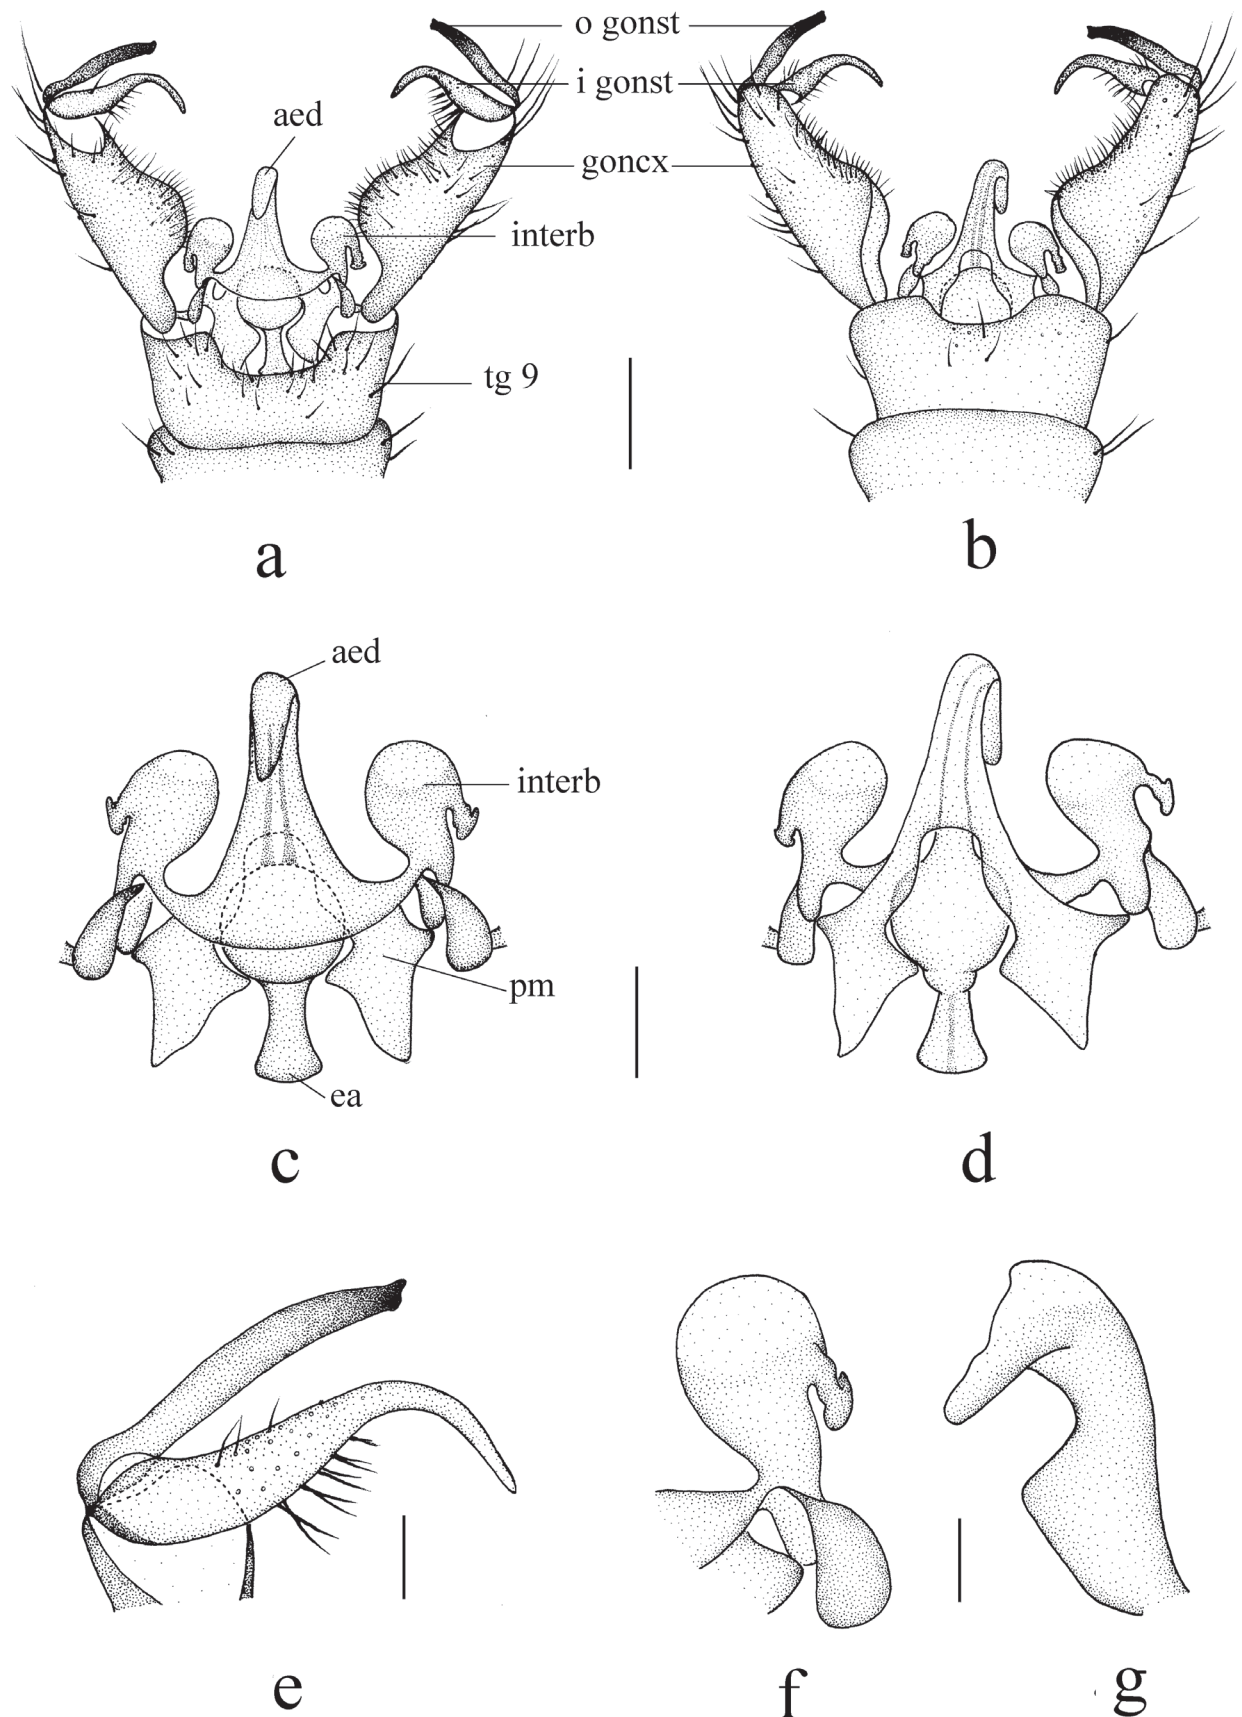 o gonst
i gonst
aed
goncx
interb
tg 9
a
b
aed
interb
pm
ea
c
d
e
f
g